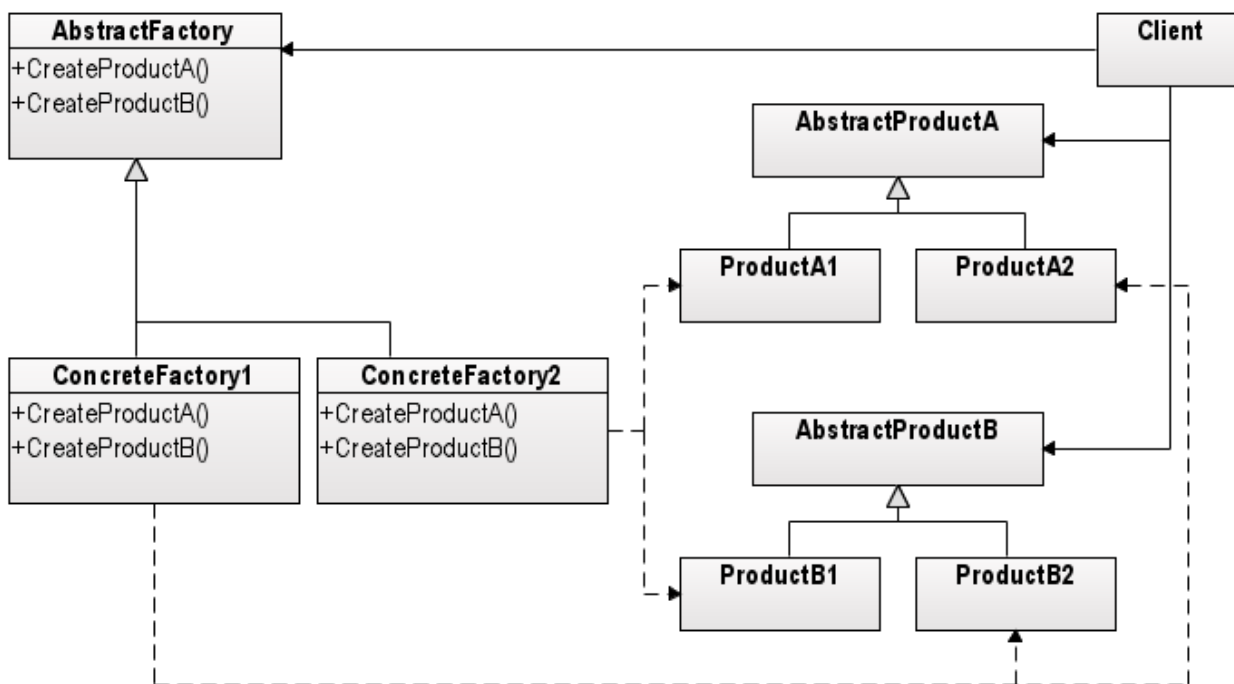 AbstractFactory
+CreateProductA()
+CreateProductB()
Client
AbstractProductA
ProductA1
ProductA2
ConcreteFactory1
+CreateProductA()
+CreateProductB()
ConcreteFactory2
+CreateProductA()
+CreateProductB()
AbstractProductB
ProductB1
ProductB2